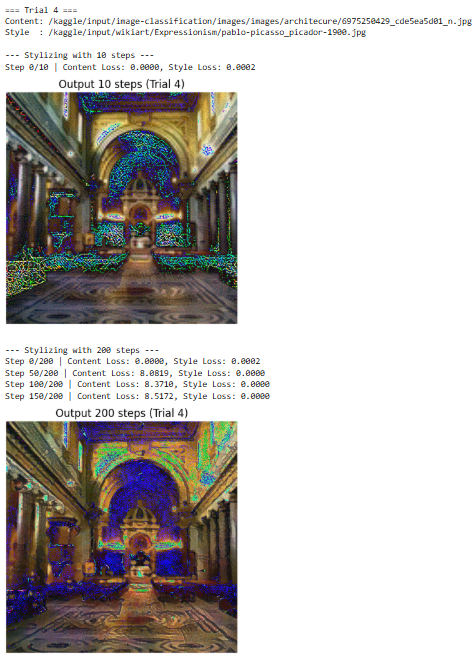 === Trial 4 ===
Content: /kaggle/input/image-classification/images/images/architecure/6975250429_cde5ea5d01_n.jpg
Style  : /kaggle/input/wikiart/Expressionism/pablo-picasso_picador-1900.jpg
--- Stylizing with 10 steps ---
Step 0/10 | Content Loss: 0.0000, Style Loss: 0.0002
Output 10 steps (Trial 4)
--- Stylizing with 200 steps ---
Step 0/200 | Content Loss: 0.0000, Style Loss: 0.0002
Step 50/200 | Content Loss: 8.0819, Style Loss: 0.0000
Step 100/200 | Content Loss: 8.3710, Style Loss: 0.0000
Step 150/200 | Content Loss: 8.5172, Style Loss: 0.0000
Output 200 steps (Trial 4)